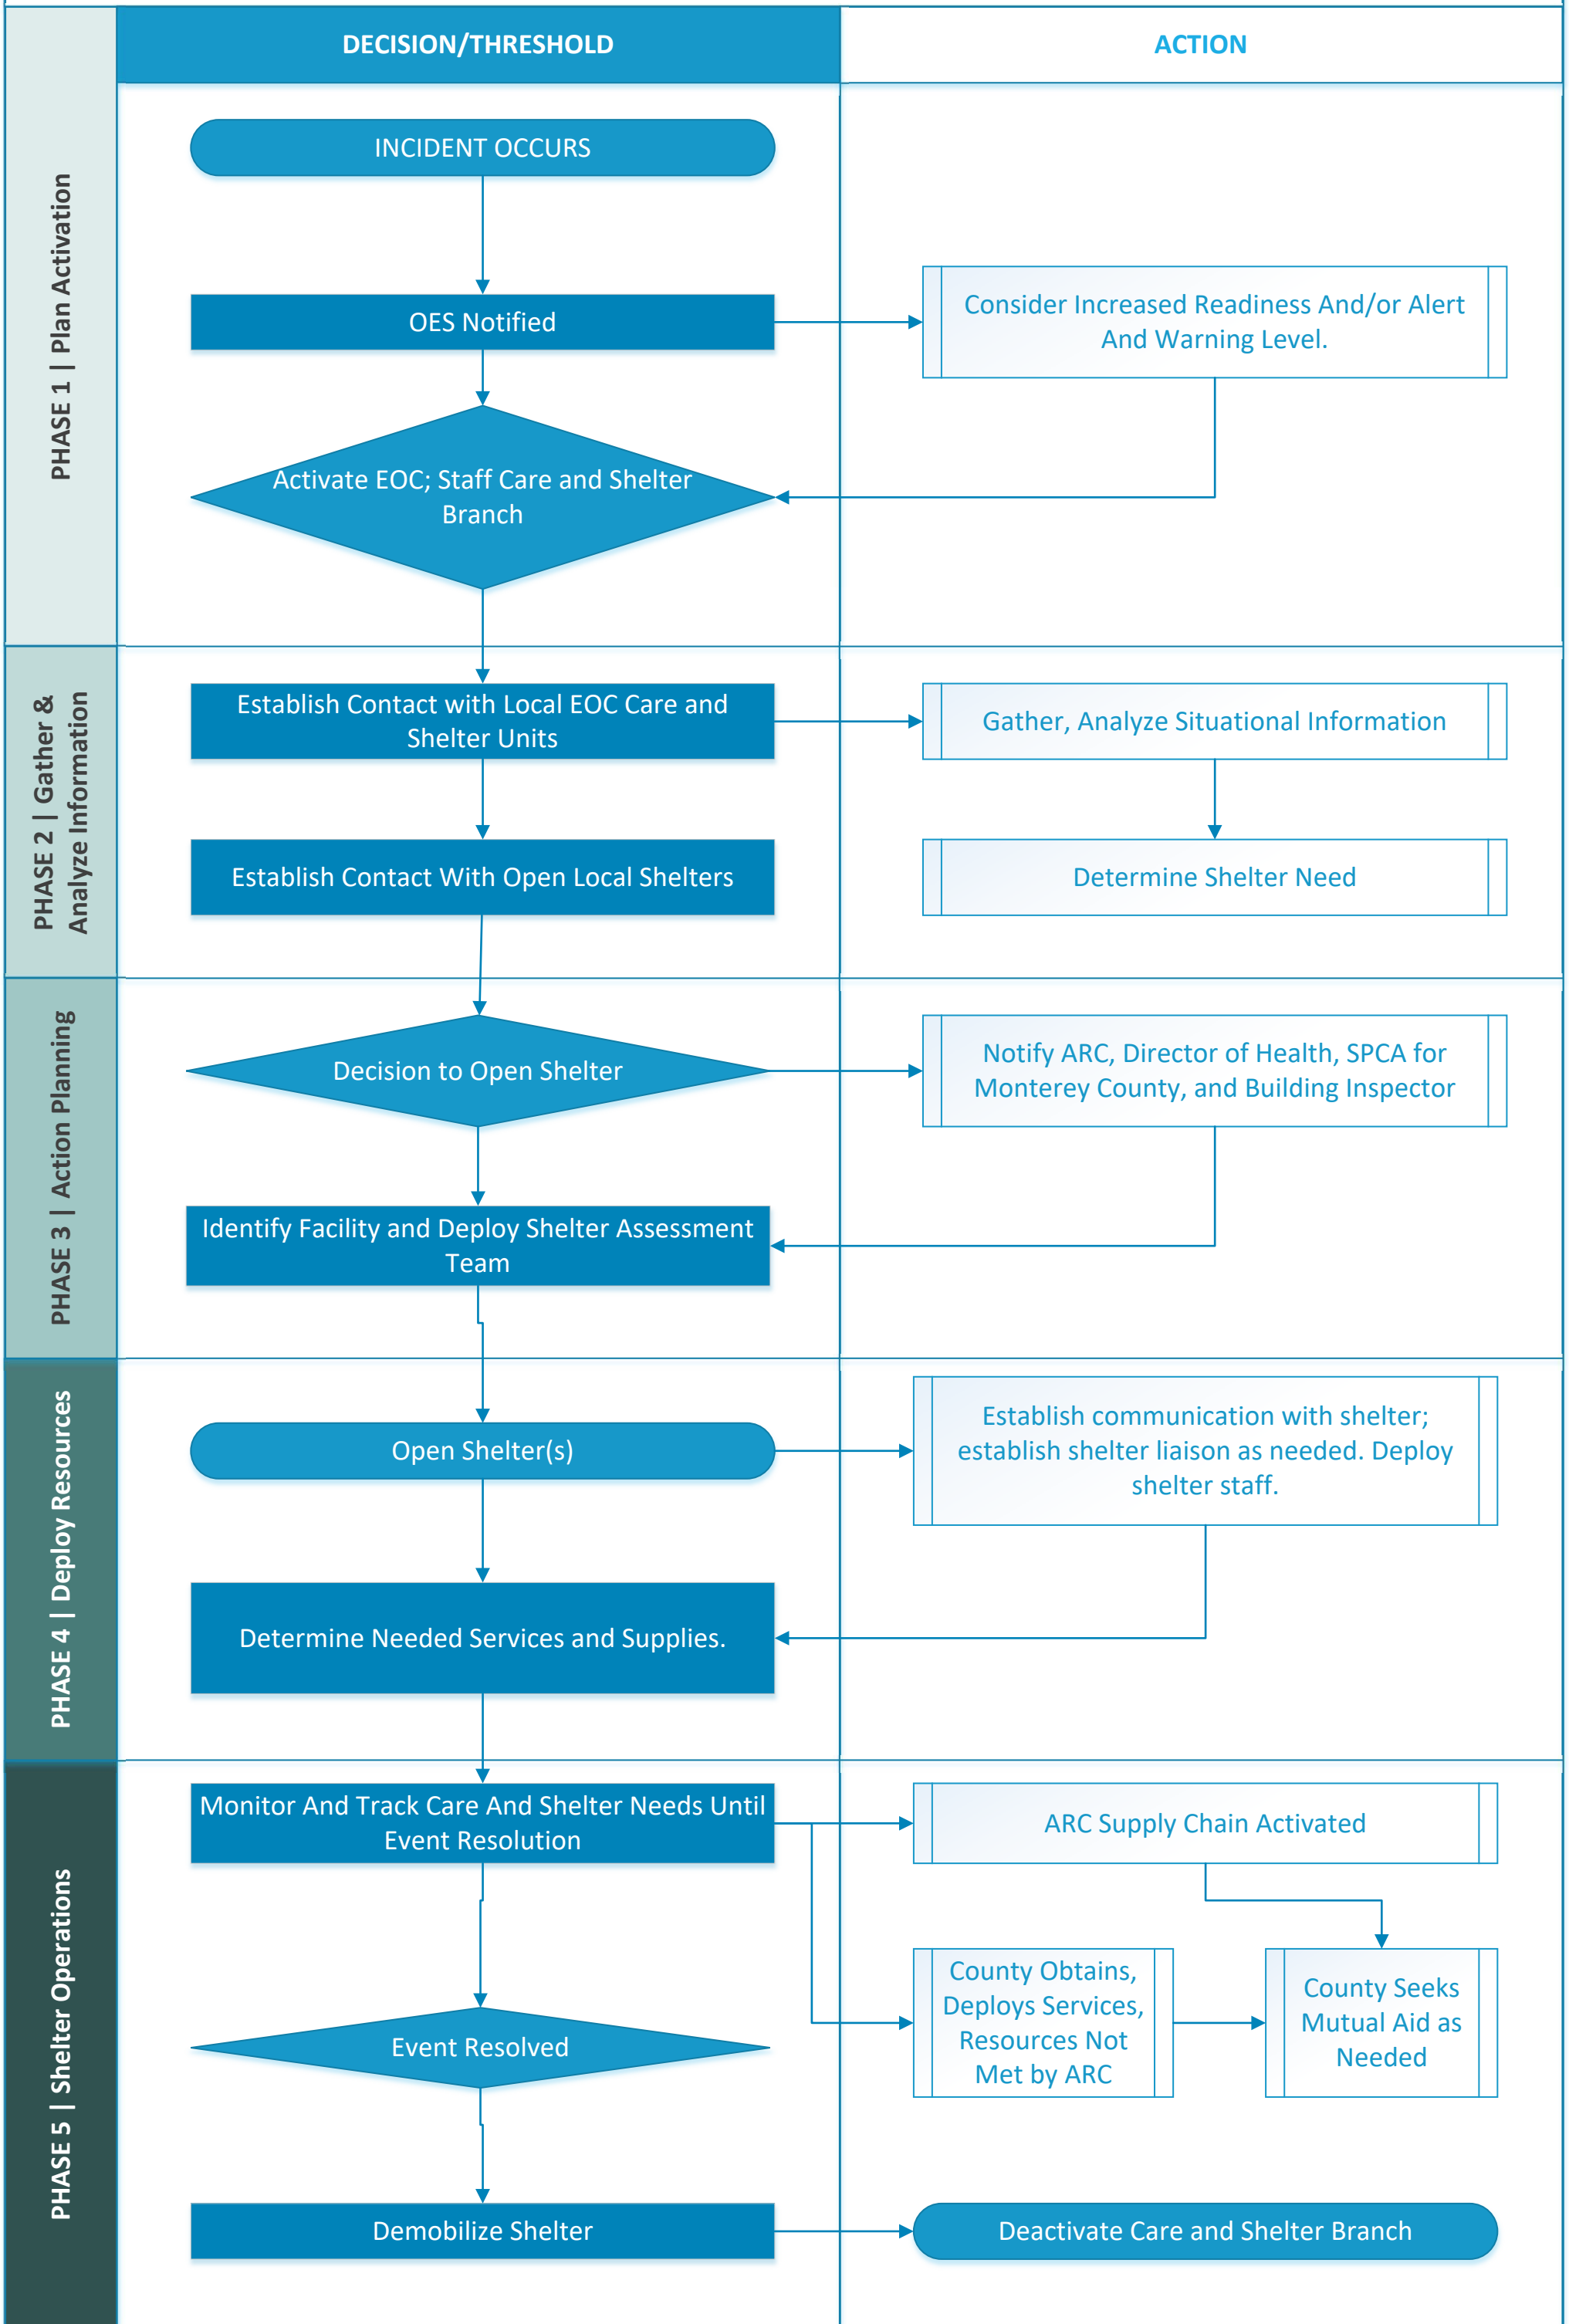 DECISION/THRESHOLD
ACTION
PHASE 1 | Plan Activation
INCIDENT OCCURS
OES Notified
Consider Increased Readiness And/or Alert
And Warning Level.
Activate EOC; Staff Care and Shelter
Branch
PHASE 2 | Gather &
Analyze Information
Establish Contact with Local EOC Care and
Shelter Units
Gather, Analyze Situational Information
Establish Contact With Open Local Shelters
Determine Shelter Need
PHASE 3 | Action Planning
Decision to Open Shelter
Notify ARC, Director of Health, SPCA for
Monterey County, and Building Inspector
Identify Facility and Deploy Shelter Assessment
Team
PHASE 4 | Deploy Resources
Open Shelter(s)
Establish communication with shelter;
establish shelter liaison as needed. Deploy
shelter staff.
Determine Needed Services and Supplies.
PHASE 5 | Shelter Operations
Monitor And Track Care And Shelter Needs Until
Event Resolution
ARC Supply Chain Activated
County Obtains,
Deploys Services,
Resources Not
Met by ARC
County Seeks
Mutual Aid as
Needed
Event Resolved
Demobilize Shelter
Deactivate Care and Shelter Branch